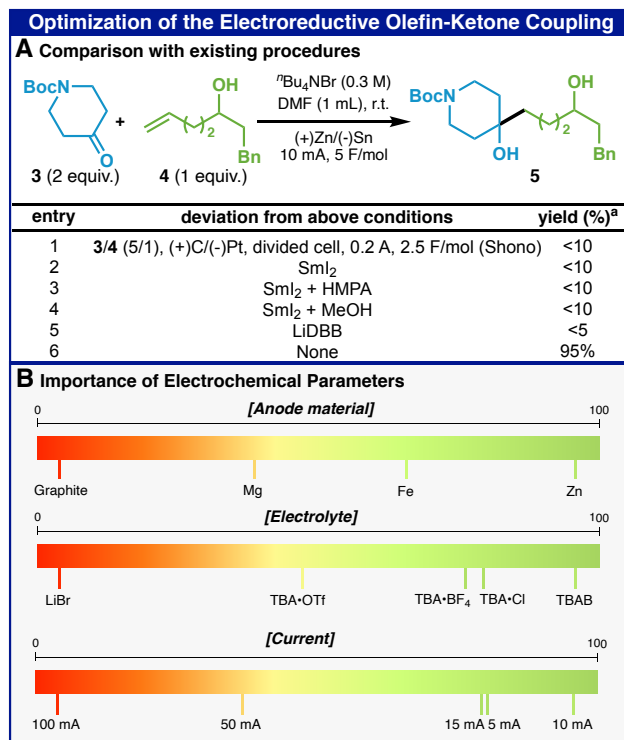 Optimization of the Electroreductive Olefin-Ketone Coupling
A Comparison with existing procedures
BocN
O
+
OH
2
Bn
ⁿBu₄NBr (0.3 M)
DMF (1 mL), r.t.
(+)Zn/(-)Sn
10 mA, 5 F/mol
BocN
OH
OH
2
Bn
3 (2 equiv.) 4 (1 equiv.) 5
entry deviation from above conditions yield (%)ᵃ
1 3/4 (5/1), (+)C/(-)Pt, divided cell, 0.2 A, 2.5 F/mol (Shono) <10
2 SmI₂ <10
3 SmI₂ + HMPA <10
4 SmI₂ + MeOH <10
5 LiDBB <5
6 None 95%
B Importance of Electrochemical Parameters
0 [Anode material] 100
Graphite Mg Fe Zn
0 [Electrolyte] 100
LiBr TBA•OTf TBA•BF₄ TBA•Cl TBAB
0 [Current] 100
100 mA 50 mA 15 mA 5 mA 10 mA